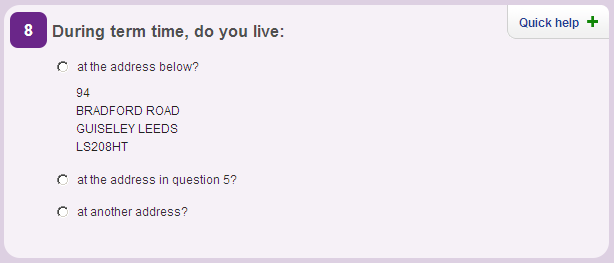 8 During term time, do you live:
Quick help +
at the address below?
94
BRADFORD ROAD
GUISELEY LEEDS
LS208HT
at the address in question 5?
at another address?